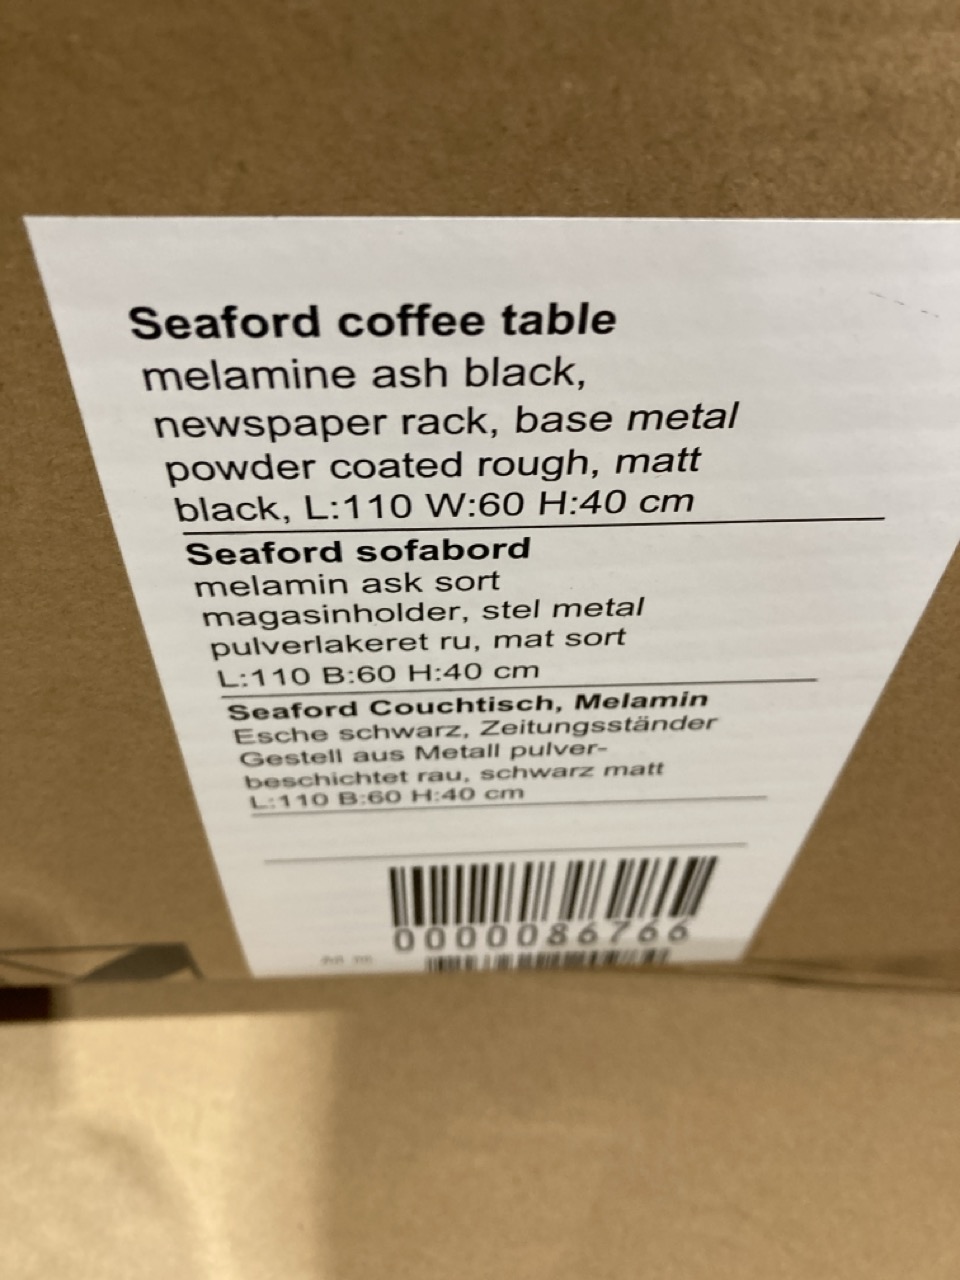 Seaford coffee table
melamine ash black,
newspaper rack, base metal
powder coated rough, matt
black, L:110 W:60 H:40 cm
Seaford sofabord
melamin ask sort
magasinholder, stel metal
pulverlakeret ru, mat sort
L:110 B:60 H:40 cm
Seaford Couchtisch, Melamin
Esche schwarz, Zeitungsständer
Gestell aus Metall pulver-
beschichtet rau, schwarz matt
L:110 B:60 H:40 cm
0000086766